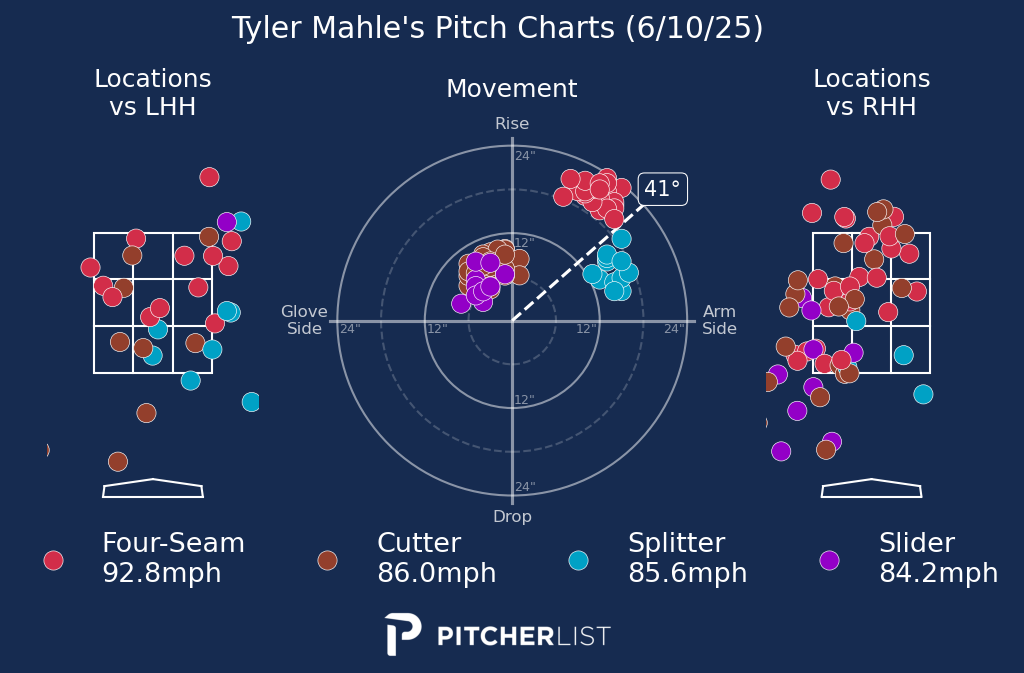 Tyler Mahle's Pitch Charts (6/10/25)
Locations
vs LHH
Movement
Locations
vs RHH
Rise
24"
41°
12"
Glove
Side
24"
12"
12"
24"
Arm
Side
12"
24"
Drop
Four-Seam
92.8mph
Cutter
86.0mph
Splitter
85.6mph
Slider
84.2mph
PITCHERLIST